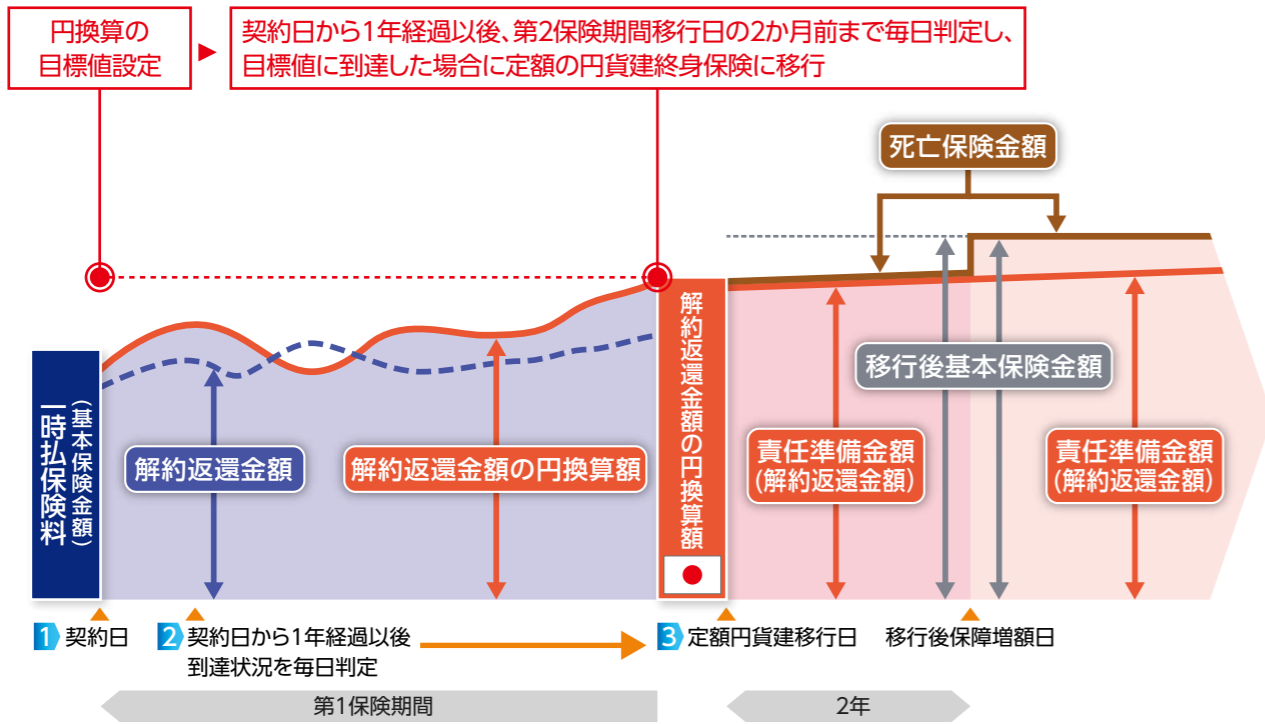 円換算の
目標値設定
契約日から1年経過以後、第2保険期間移行日の2か月前まで毎日判定し、
目標値に到達した場合に定額の円貨建終身保険に移行
死亡保険金額
一時払保険料
(基本保険金額)
解約返還金額
解約返還金額の円換算額
解約返還金額の円換算額
移行後基本保険金額
責任準備金額
(解約返還金額)
責任準備金額
(解約返還金額)
1 契約日
2 契約日から1年経過以後
到達状況を毎日判定
3 定額円貨建移行日
移行後保障増額日
第1保険期間
2年